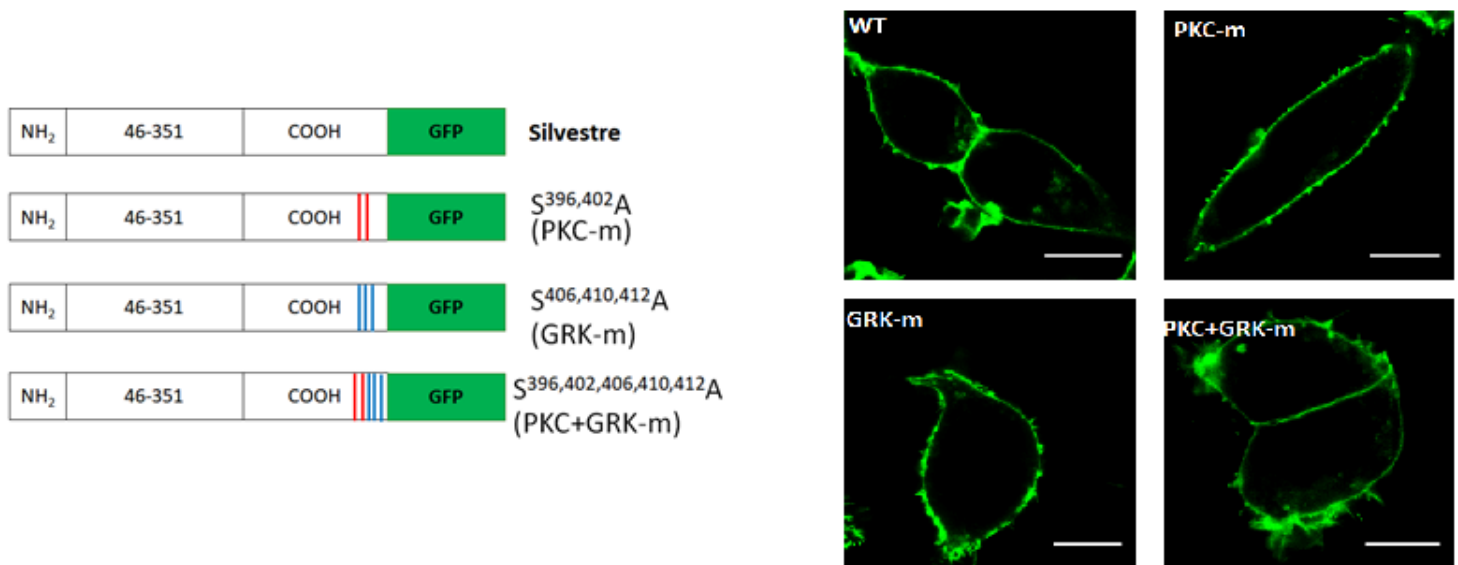 NH₂ 46-351 COOH GFP Silvestre
NH₂ 46-351 COOH GFP S³⁹⁶,⁴⁰²A
(PKC-m)
NH₂ 46-351 COOH GFP S⁴⁰⁶,⁴¹⁰,⁴¹²A
(GRK-m)
NH₂ 46-351 COOH GFP S³⁹⁶,⁴⁰²,⁴⁰⁶,⁴¹⁰,⁴¹²A
(PKC+GRK-m)
WT
PKC-m
GRK-m
PKC+GRK-m